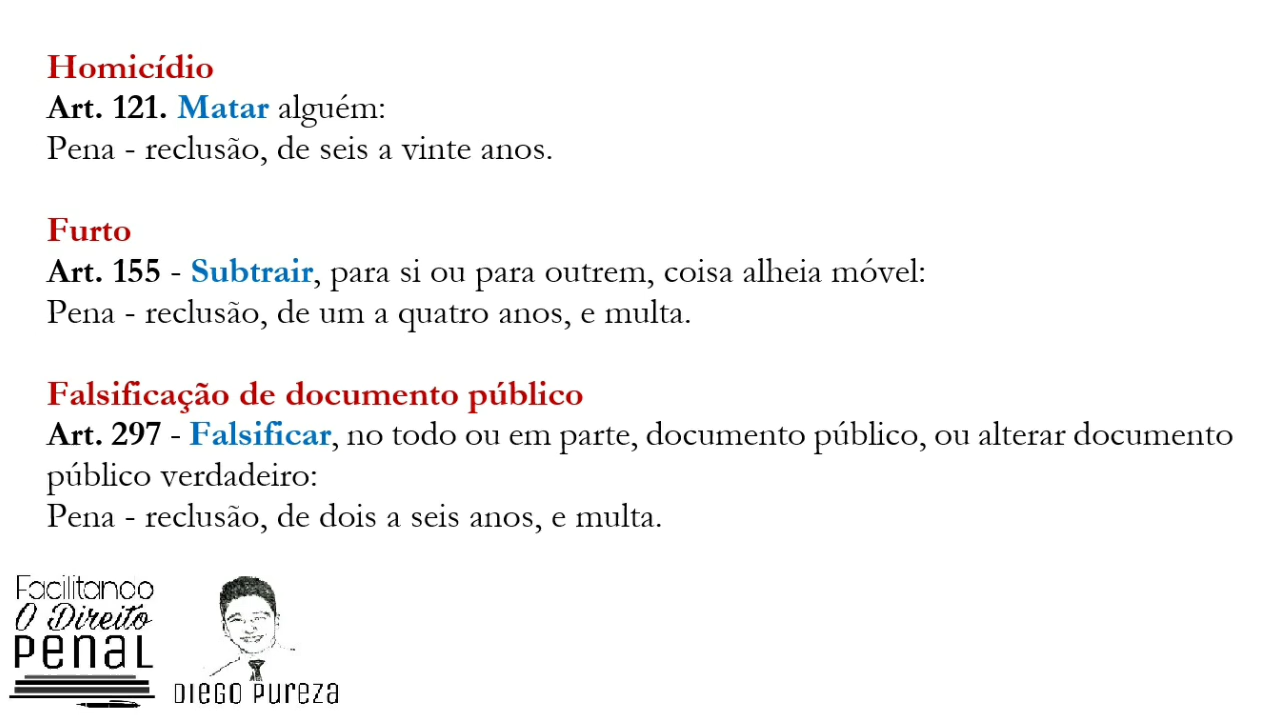 Homicídio
Art. 121. Matar alguém:
Pena - reclusão, de seis a vinte anos.
Furto
Art. 155 - Subtrair, para si ou para outrem, coisa alheia móvel:
Pena - reclusão, de um a quatro anos, e multa.
Falsificação de documento público
Art. 297 - Falsificar, no todo ou em parte, documento público, ou alterar documento
público verdadeiro:
Pena - reclusão, de dois a seis anos, e multa.
Facilitando
O Direito
Penal
Diego Pureza